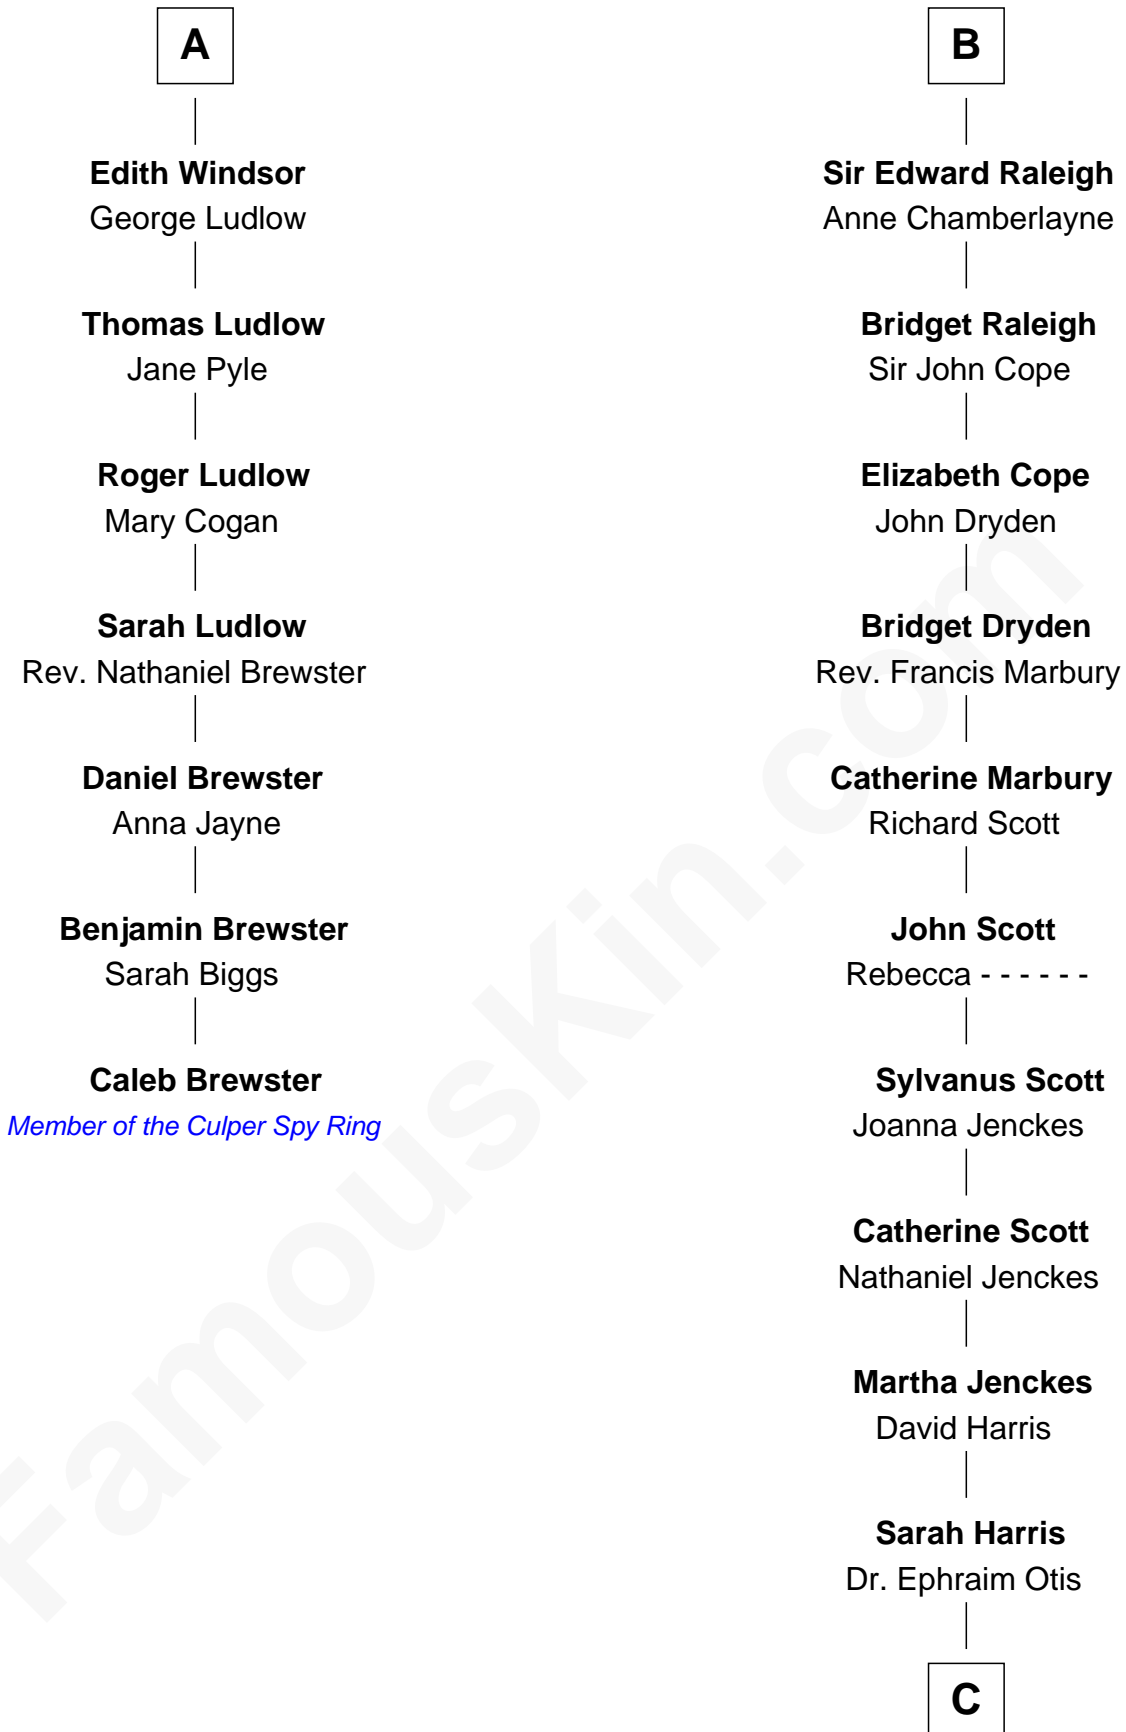 A
Edith Windsor
George Ludlow
Thomas Ludlow
Jane Pyle
Roger Ludlow
Mary Cogan
Sarah Ludlow
Rev. Nathaniel Brewster
Daniel Brewster
Anna Jayne
Benjamin Brewster
Sarah Biggs
Caleb Brewster
Member of the Culper Spy Ring
B
Sir Edward Raleigh
Anne Chamberlayne
Bridget Raleigh
Sir John Cope
Elizabeth Cope
John Dryden
Bridget Dryden
Rev. Francis Marbury
Catherine Marbury
Richard Scott
John Scott
Rebecca - - - - - -
Sylvanus Scott
Joanna Jenckes
Catherine Scott
Nathaniel Jenckes
Martha Jenckes
David Harris
Sarah Harris
Dr. Ephraim Otis
C
FamousKin.com